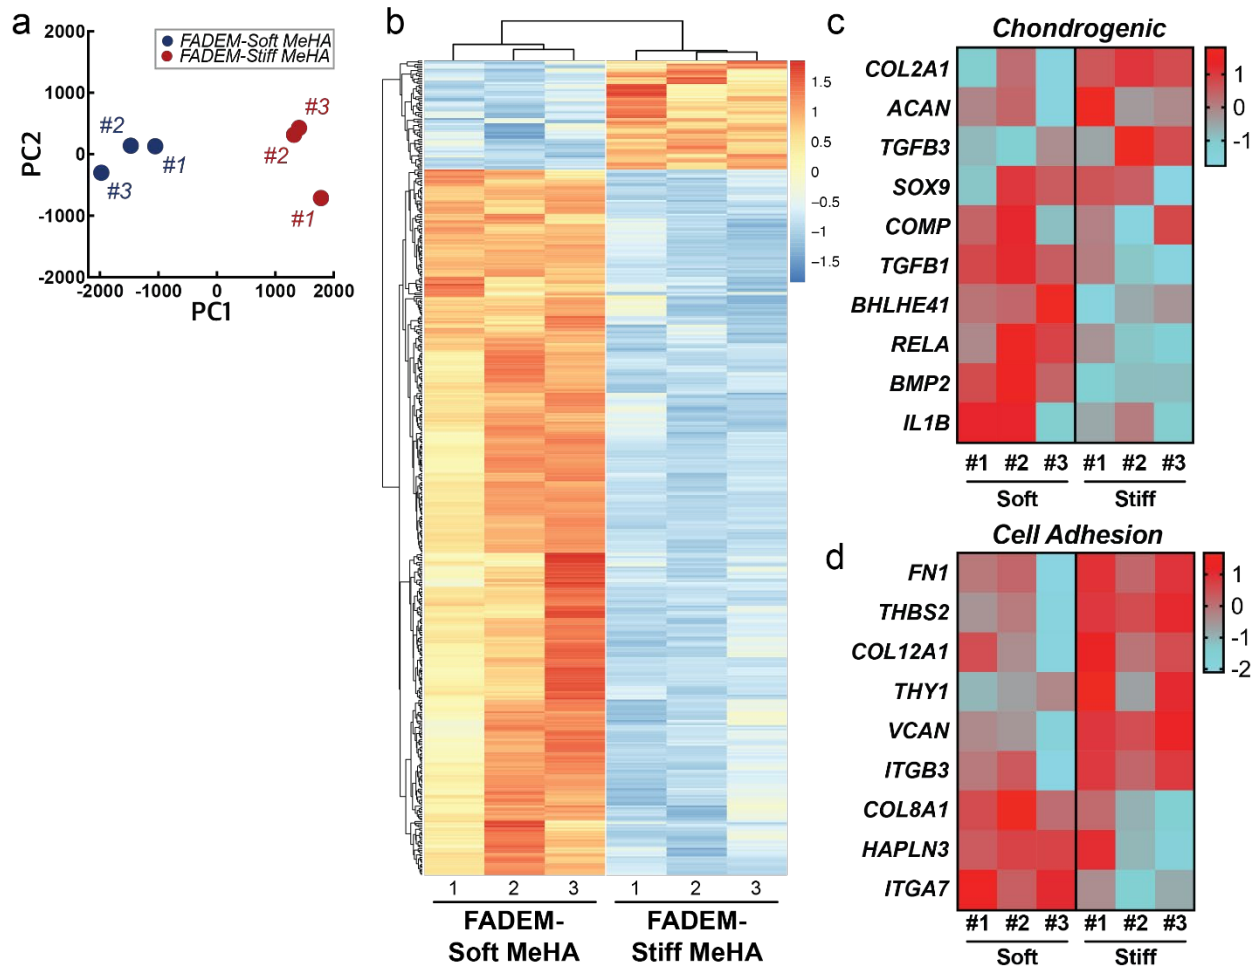 a
2000
1000
0
-1000
-2000
PC2
-2000 -1000 0 1000 2000
PC1
FADEM-Soft MeHA
FADEM-Stiff MeHA
#2
#1
#3
#3
#2
#1
b
1.5
1
0.5
0
−0.5
−1
−1.5
1 2 3 1 2 3
FADEM-
Soft MeHA
FADEM-
Stiff MeHA
c
Chondrogenic
COL2A1
ACAN
TGFB3
SOX9
COMP
TGFB1
BHLHE41
RELA
BMP2
IL1B
1
0
-1
#1 #2 #3 #1 #2 #3
Soft Stiff
d
Cell Adhesion
FN1
THBS2
COL12A1
THY1
VCAN
ITGB3
COL8A1
HAPLN3
ITGA7
1
0
-1
-2
#1 #2 #3 #1 #2 #3
Soft Stiff